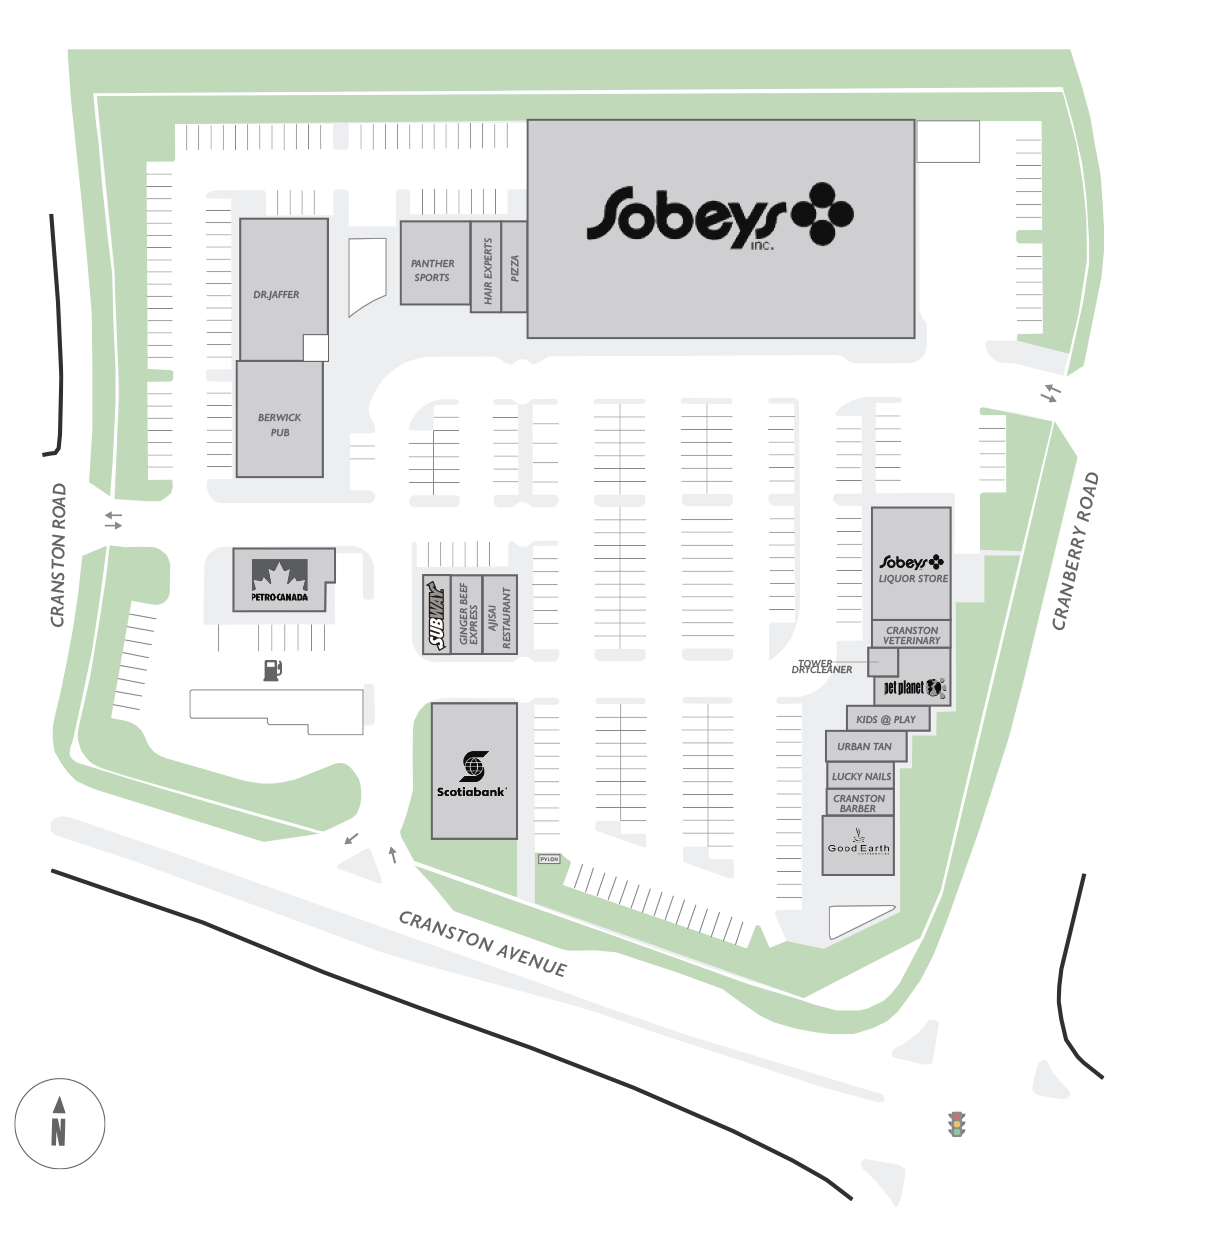 Sobeys
INC.
PANTHER
SPORTS
HAIR EXPERTS
PIZZA
DR.JAFFER
BERWICK
PUB
CRANSTON ROAD
CRANBERRY ROAD
PETRO-CANADA
SUBWAY
GINGER BEEF
EXPRESS
AJISAI
RESTAURANT
Sobeys
LIQUOR STORE
CRANSTON
VETERINARY
TOWER
DRYCLEANER
pet planet
KIDS @ PLAY
URBAN TAN
LUCKY NAILS
CRANSTON
BARBER
Good Earth
COFFEEHOUSE
Scotiabank
PYLON
CRANSTON AVENUE
N